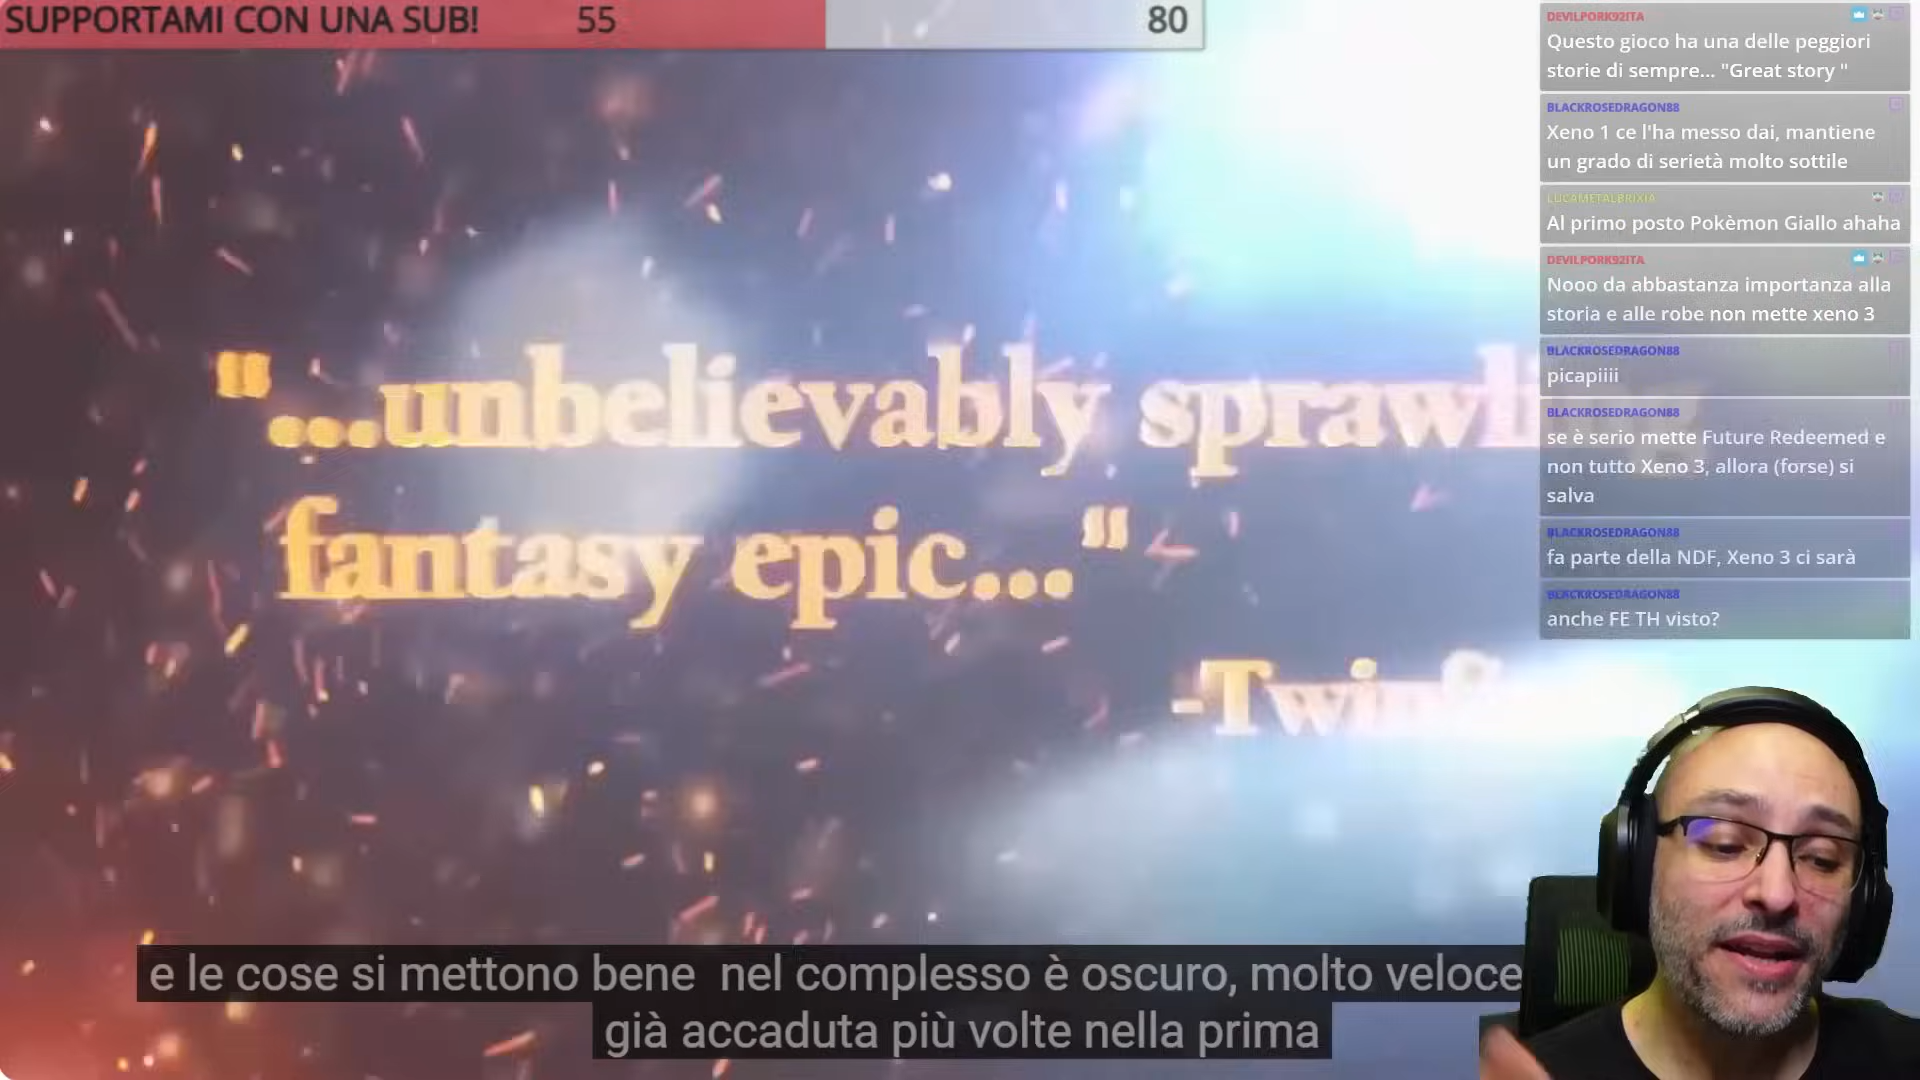 SUPPORTAMI CON UNA SUB! 55 80
"...unbelievably
fantasy epic..."
e le cose si mettono bene  nel complesso è oscuro, molto veloce
già accaduta più volte nella prima
DEVILPORK92ITA
Questo gioco ha una delle peggiori
storie di sempre... "Great story "
BLACKROSEDRAGON88
Xeno 1 ce l'ha messo dai, mantiene
un grado di serietà molto sottile
LUCAMETALBRIXIA
Al primo posto Pokèmon Giallo ahaha
DEVILPORK92ITA
Nooo da abbastanza importanza alla
storia e alle robe non mette xeno 3
BLACKROSEDRAGON88
picapiiii
BLACKROSEDRAGON88
se è serio mette Future Redeemed e
non tutto Xeno 3, allora (forse) si
salva
BLACKROSEDRAGON88
fa parte della NDF, Xeno 3 ci sarà
BLACKROSEDRAGON88
anche FE TH visto?